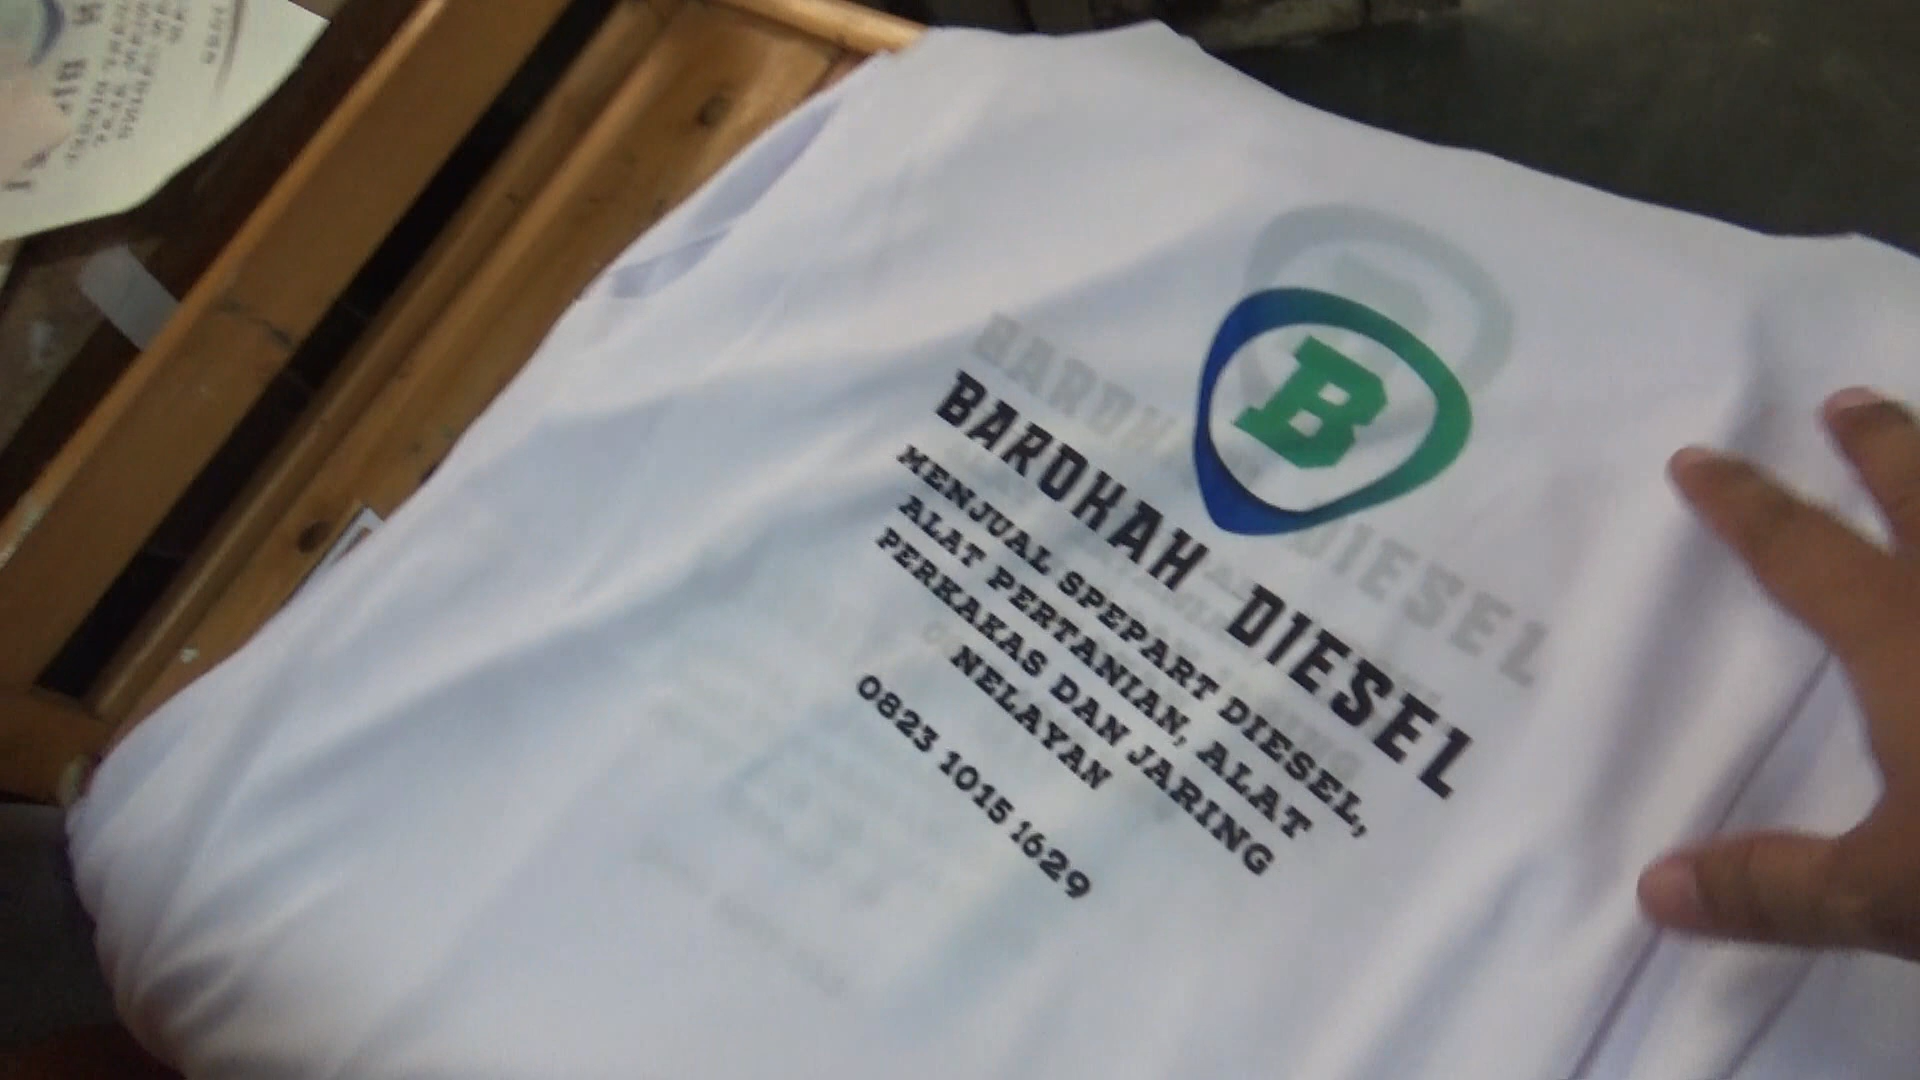 B
BAROKAH DIESEL
MENJUAL SPEPART DIESEL,
ALAT PERTANIAN, ALAT
PERKAKAS DAN JARING
NELAYAN
0823 1015 1629